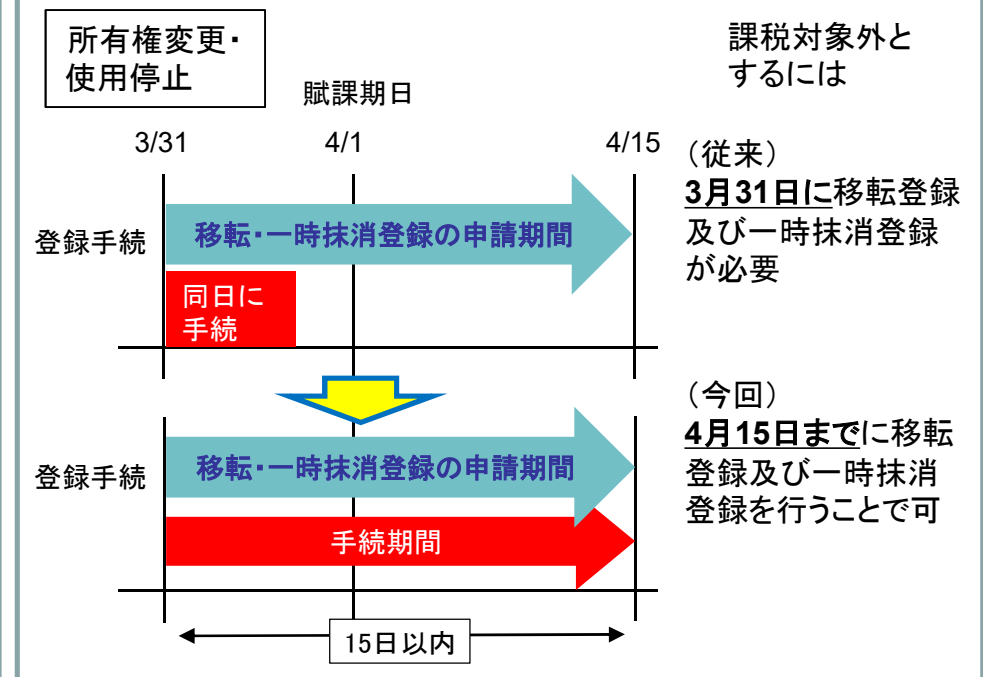 所有権変更・
使用停止
課税対象外と
するには
賦課期日
3/31
4/1
4/15
(従来)
3月31日に移転登録
及び一時抹消登録
が必要
登録手続
移転・一時抹消登録の申請期間
同日に
手続
(今回)
4月15日までに移転
登録及び一時抹消
登録を行うことで可
登録手続
移転・一時抹消登録の申請期間
手続期間
15日以内